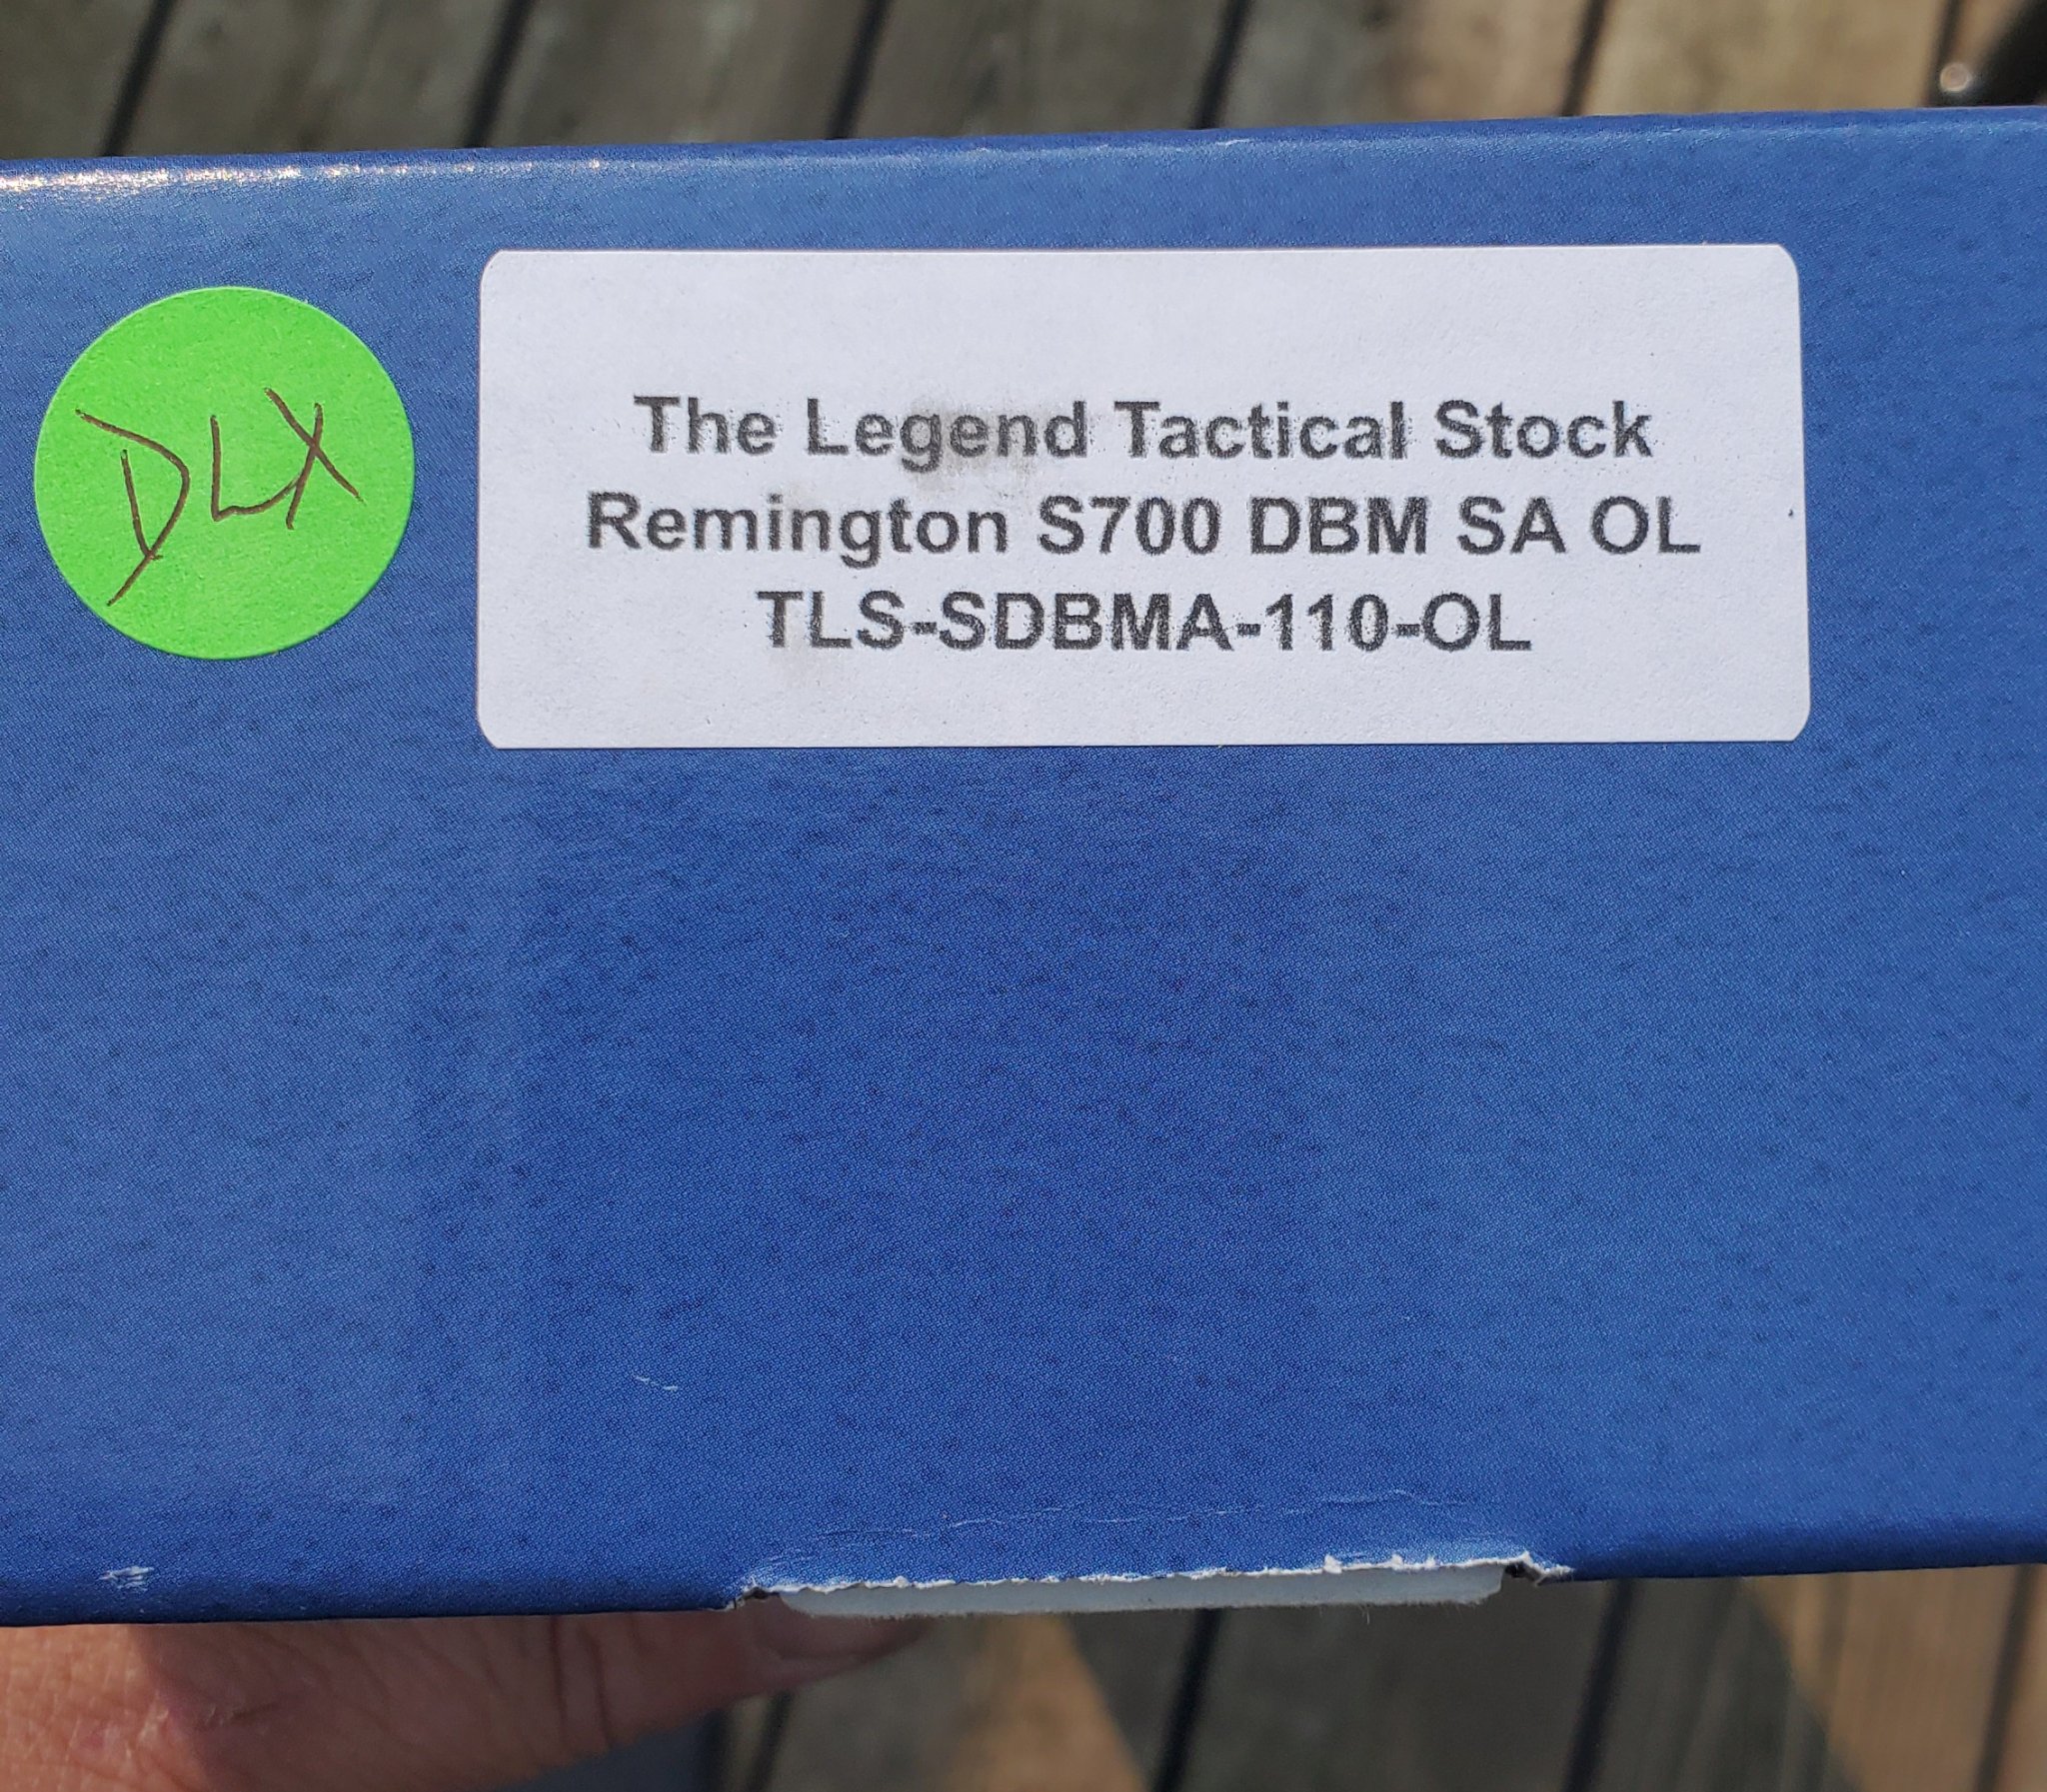 DLX
The Legend Tactical Stock
Remington S700 DBM SA OL
TLS-SDBMA-110-OL